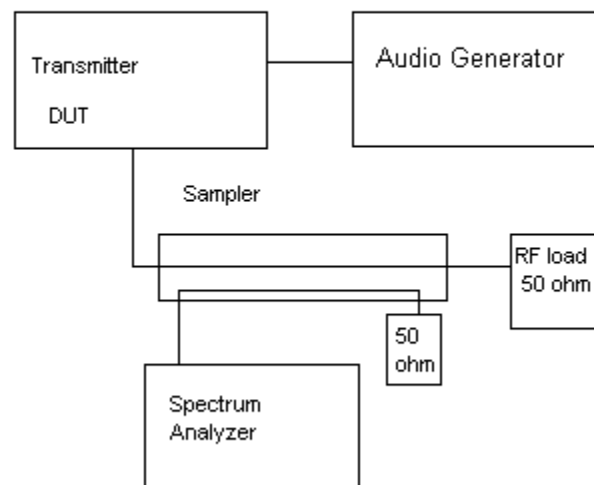 Transmitter
DUT
Audio Generator
Sampler
RF load
50 ohm
50
ohm
Spectrum
Analyzer